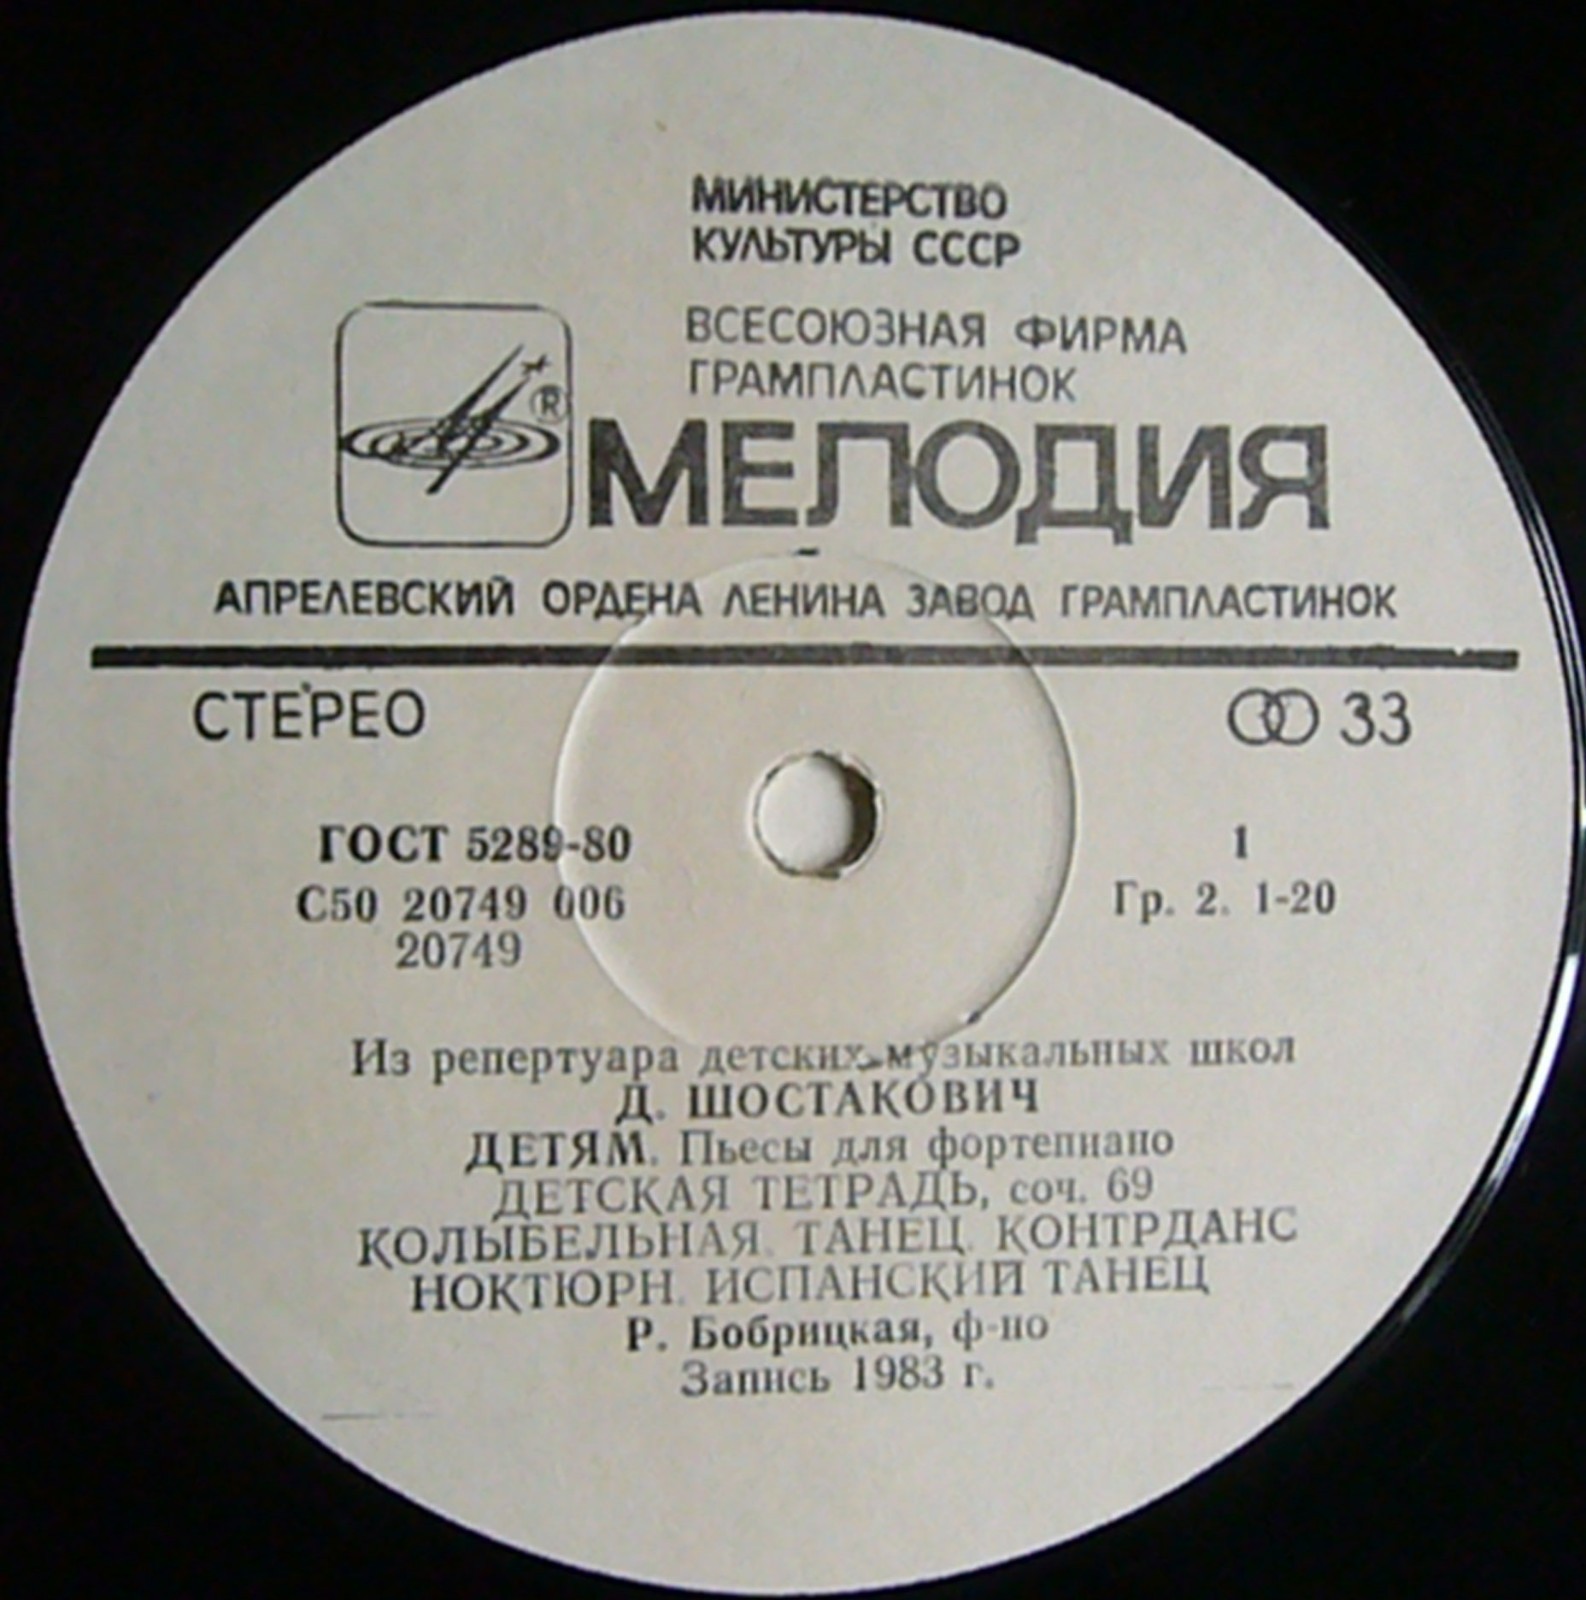 МИНИСТЕРСТВО
КУЛЬТУРЫ СССР
ВСЕСОЮЗНАЯ ФИРМА
ГРАМПЛАСТИНОК
®
МЕЛОДИЯ
АПРЕЛЕВСКИЙ ОРДЕНА ЛЕНИНА ЗАВОД ГРАМПЛАСТИНОК
СТЕРЕО
33
ГОСТ 5289-80
1
С50 20749 006
Гр. 2. 1-20
20749
Из репертуара детских музыкальных школ
Д. ШОСТАКОВИЧ
ДЕТЯМ. Пьесы для фортепиано
ДЕТСКАЯ ТЕТРАДЬ, соч. 69
КОЛЫБЕЛЬНАЯ. ТАНЕЦ. КОНТРДАНС
НОКТЮРН. ИСПАНСКИЙ ТАНЕЦ
Р. Бобрицкая, ф-но
Запись 1983 г.